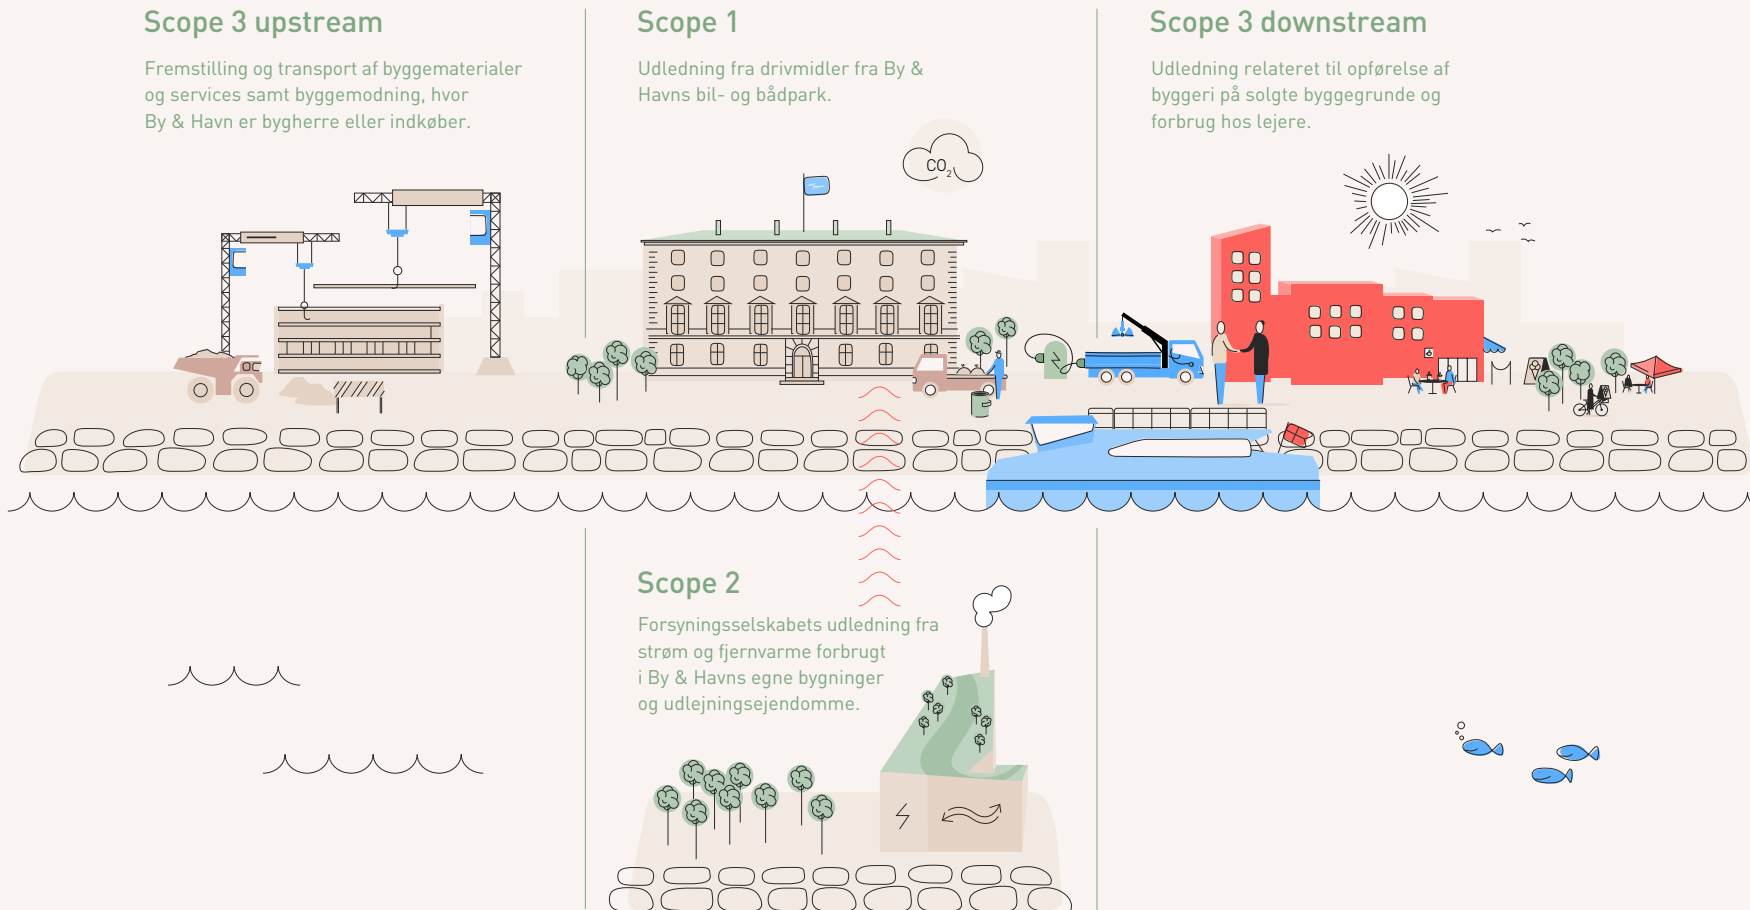 Scope 3 upstream
Fremstilling og transport af byggematerialer
og services samt byggemodning, hvor
By & Havn er bygherre eller indkøber.
Scope 1
Udledning fra drivmidler fra By &
Havns bil- og bådpark.
CO2
Scope 3 downstream
Udledning relateret til opførelse af
byggeri på solgte byggegrunde og
forbrug hos lejere.
Scope 2
Forsyningsselskabets udledning fra
strøm og fjernvarme forbrugt
i By & Havns egne bygninger
og udlejningsejendomme.